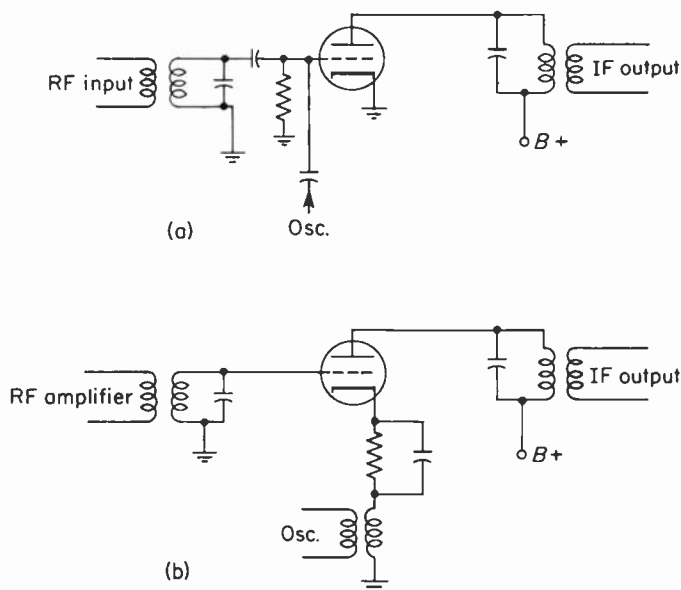 RF input
IF output
B+
Osc.
(a)
RF amplifier
IF output
B+
Osc.
(b)